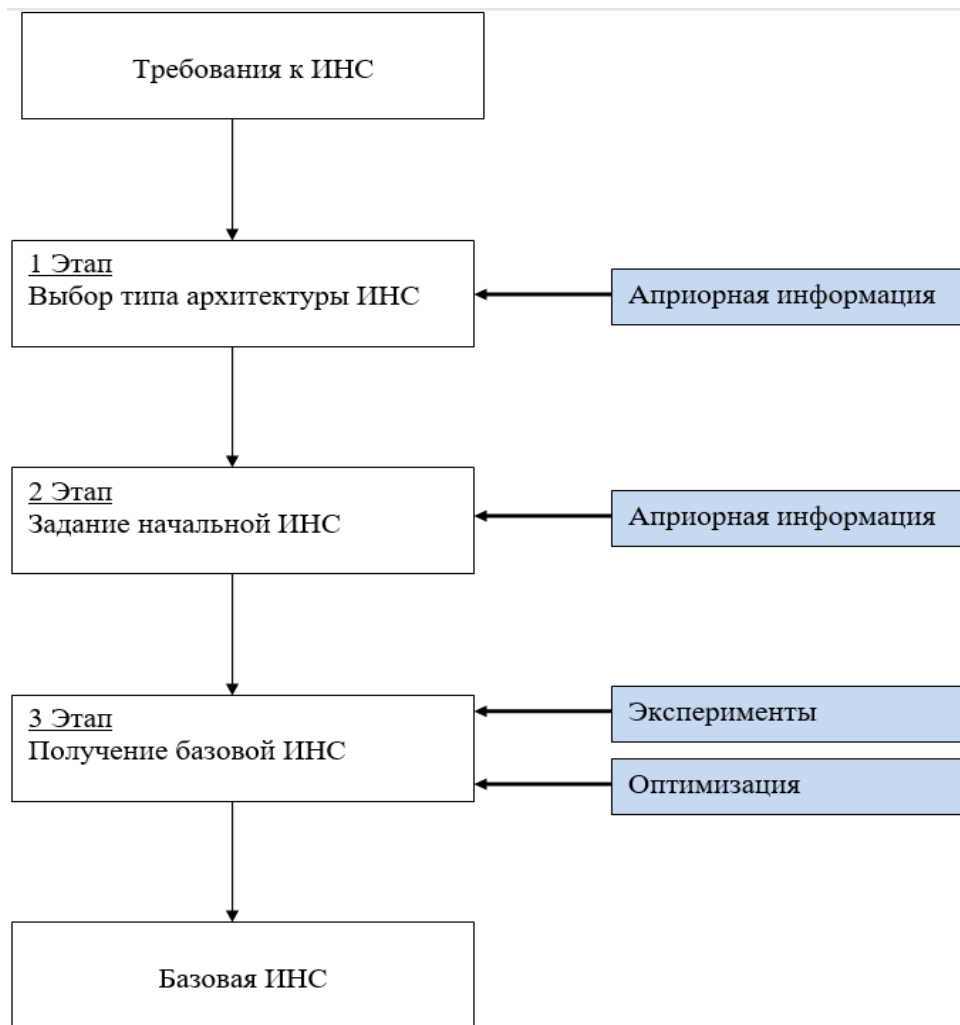 Требования к ИНС
1 Этап
Выбор типа архитектуры ИНС
Априорная информация
2 Этап
Задание начальной ИНС
Априорная информация
3 Этап
Получение базовой ИНС
Эксперименты
Оптимизация
Базовая ИНС